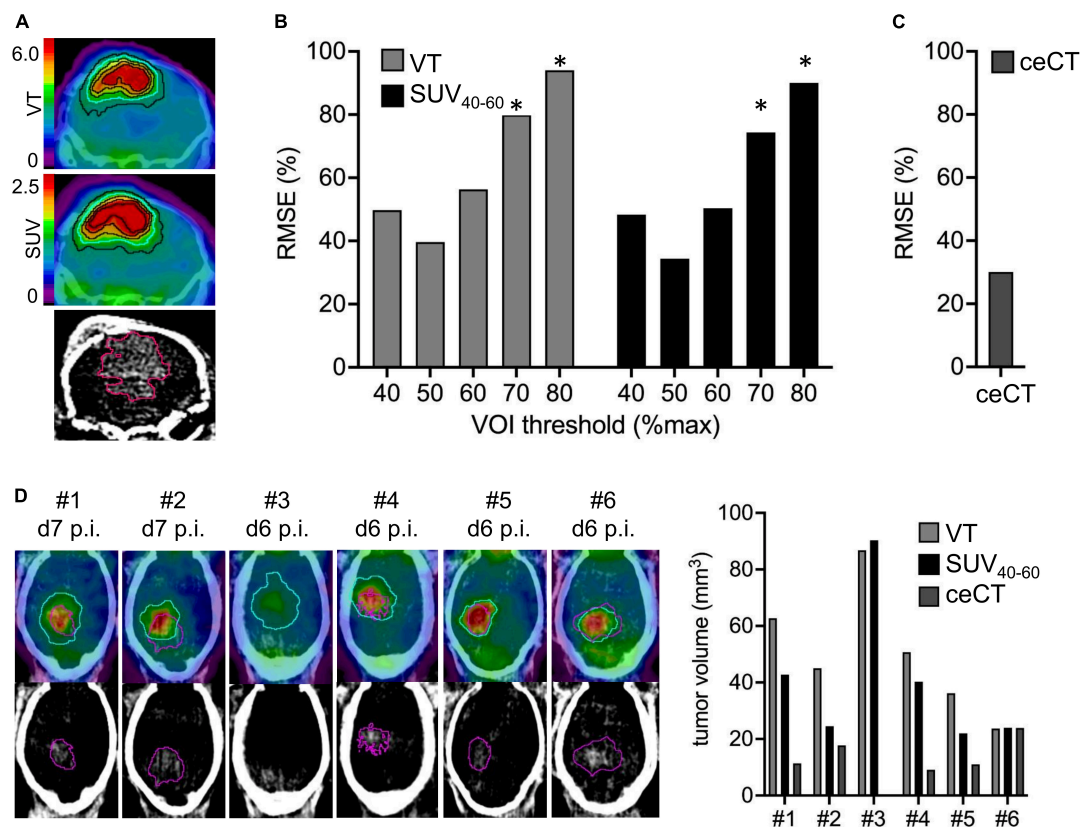 A
6.0
VT
0
2.5
SUV
0
B
100
80
60
40
20
0
RMSE (%)
VT
SUV40-60
*
*
*
*
40 50 60 70 80 40 50 60 70 80
VOI threshold (%max)
C
100
80
60
40
20
0
RMSE (%)
ceCT
ceCT
D
#1 #2 #3 #4 #5 #6
d7 p.i. d7 p.i. d6 p.i. d6 p.i. d6 p.i. d6 p.i.
100
80
60
40
20
0
tumor volume (mm³)
VT
SUV40-60
ceCT
#1 #2 #3 #4 #5 #6